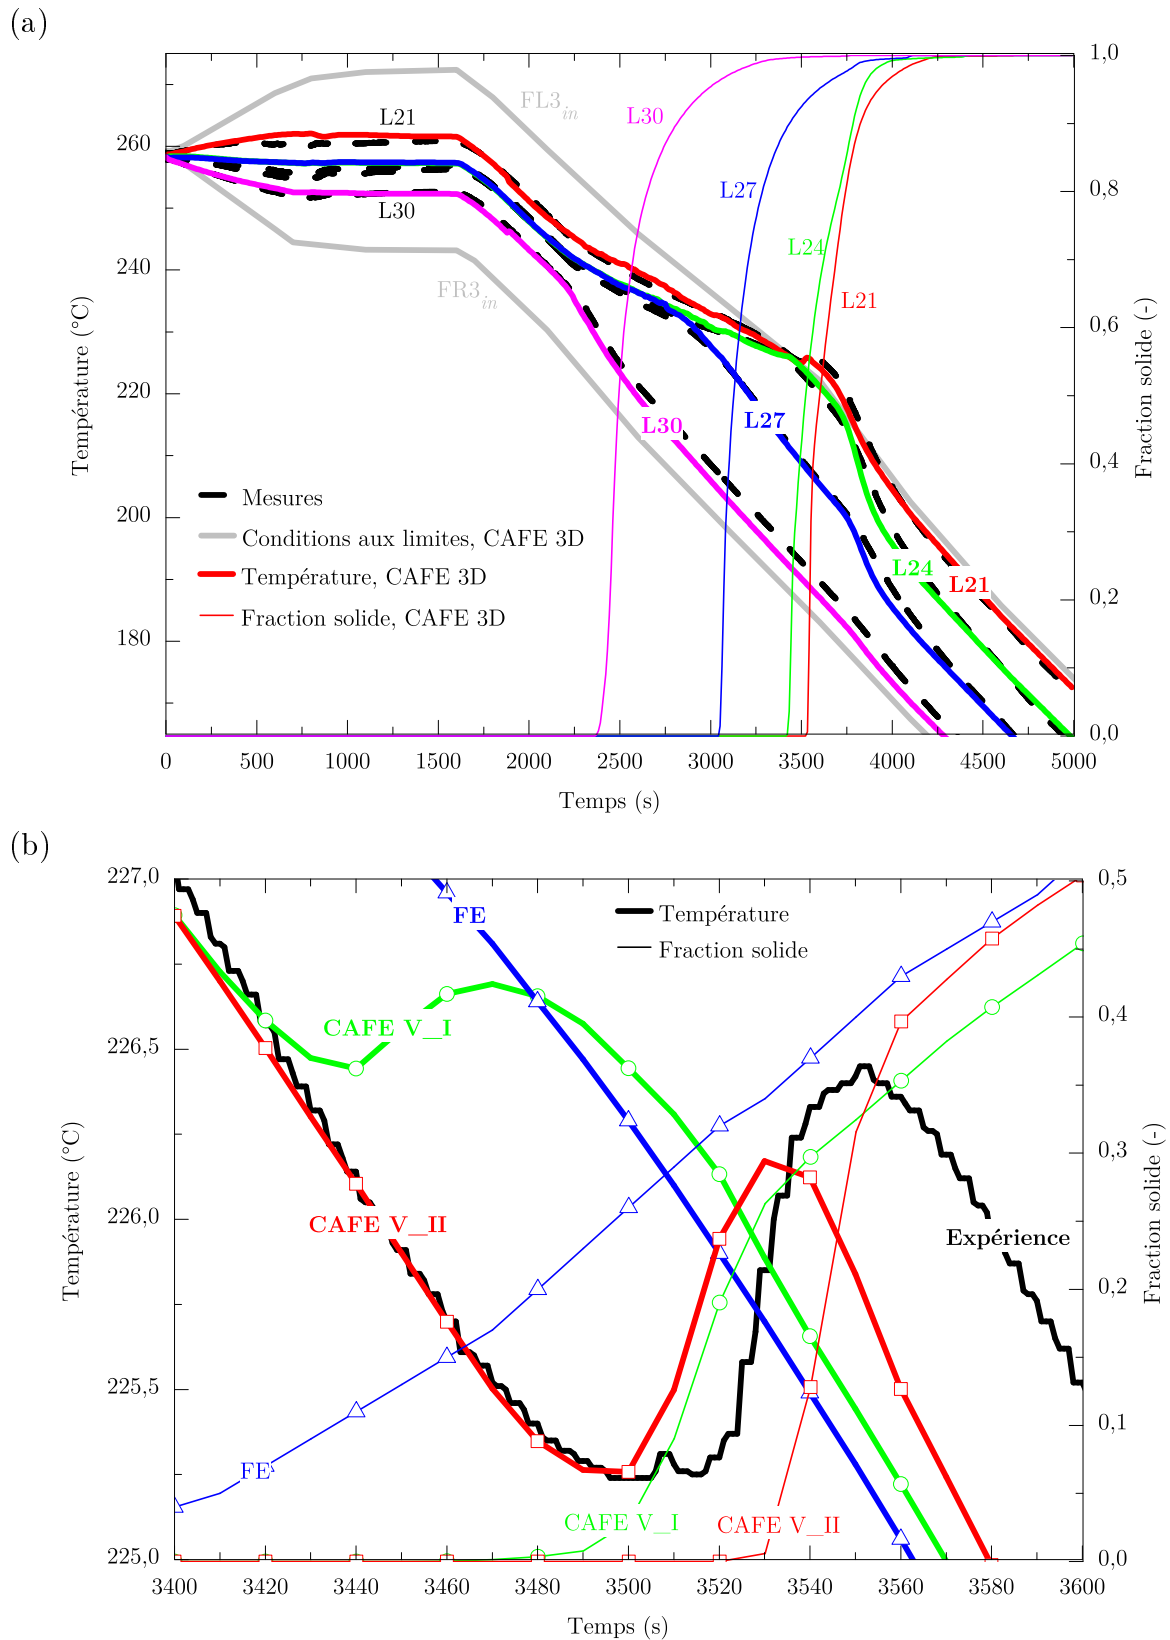 (a)
1,0
FL3in
L30
L21
260
L27
0,8
L30
L24
240
FR3in
L21
0,6
Température (°C)
Fraction solide (-)
220
L30
L27
0,4
Mesures
200
Conditions aux limites, CAFE 3D
L24
Température, CAFE 3D
L21
0,2
Fraction solide, CAFE 3D
180
0,0
0 500 1000 1500 2000 2500 3000 3500 4000 4500 5000
Temps (s)
(b)
227,0
0,5
FE
Température
Fraction solide
CAFE V_I
0,4
226,5
0,3
Température (°C)
Fraction solide (-)
226,0
CAFE V_II
Expérience
0,2
225,5
0,1
FE
CAFE V_I
CAFE V_II
225,0
0,0
3400 3420 3440 3460 3480 3500 3520 3540 3560 3580 3600
Temps (s)